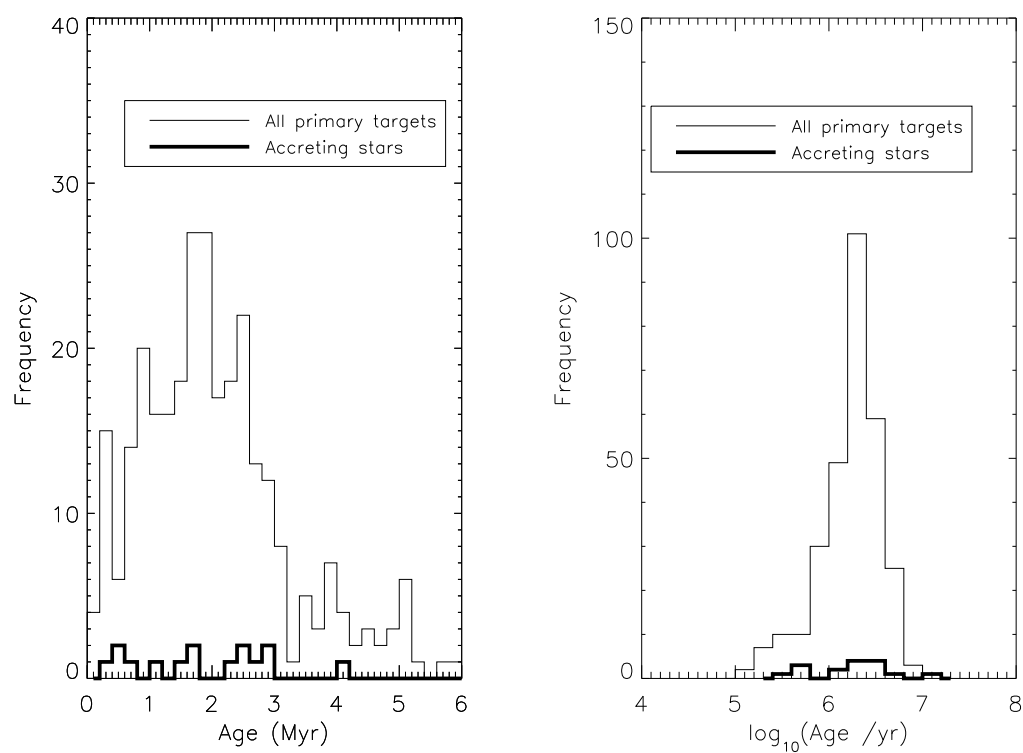 40
30
20
10
0
Frequency
All primary targets
Accreting stars
0 1 2 3 4 5 6
Age (Myr)
150
100
50
0
Frequency
All primary targets
Accreting stars
4 5 6 7 8
log10(Age /yr)